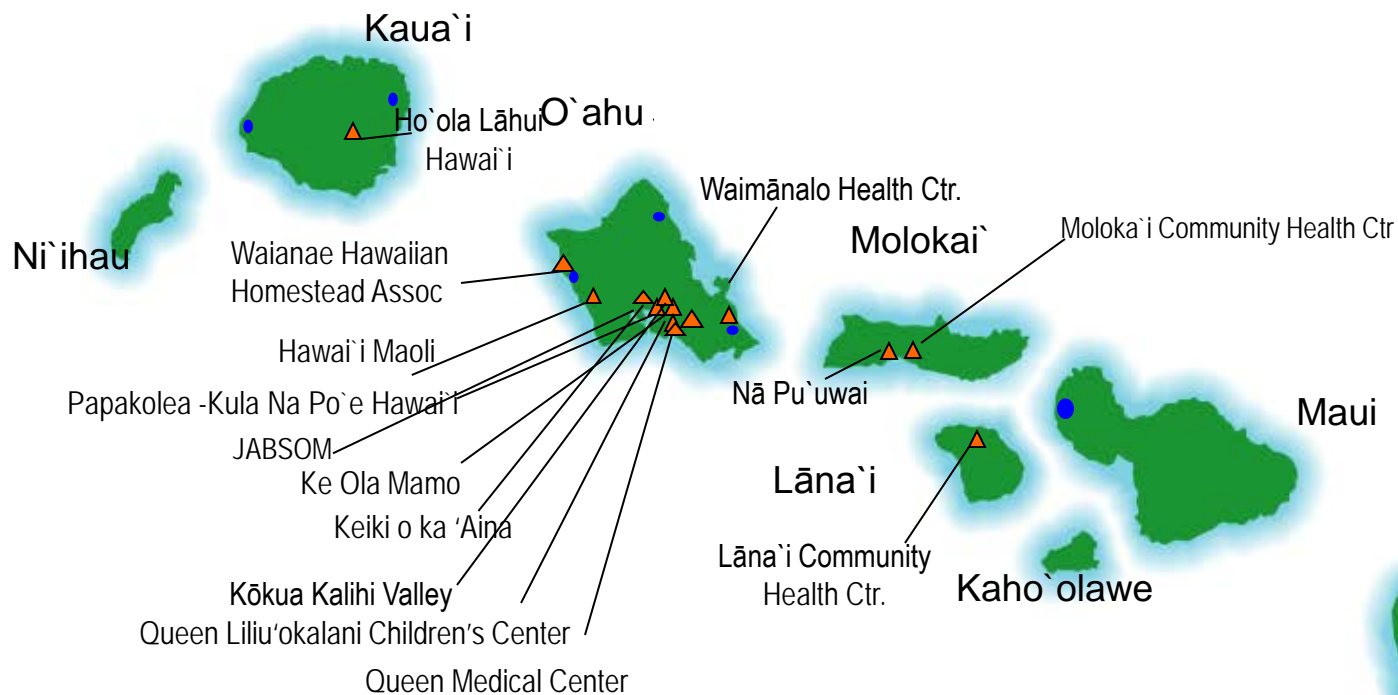 Kaua`i
O`ahu
Ho`ola Lāhui
Hawai`i
Waimānalo Health Ctr.
Molokai`
Moloka`i Community Health Ctr
Ni`ihau
Waianae Hawaiian
Homestead Assoc
Hawai`i Maoli
Papakolea -Kula Na Po`e Hawai`i
JABSOM
Ke Ola Mamo
Keiki o ka ‘Aina
Kōkua Kalihi Valley
Queen Liliu‘okalani Children's Center
Queen Medical Center
Nā Pu`uwai
Maui
Lāna`i
Lāna`i Community
Health Ctr.
Kaho`olawe